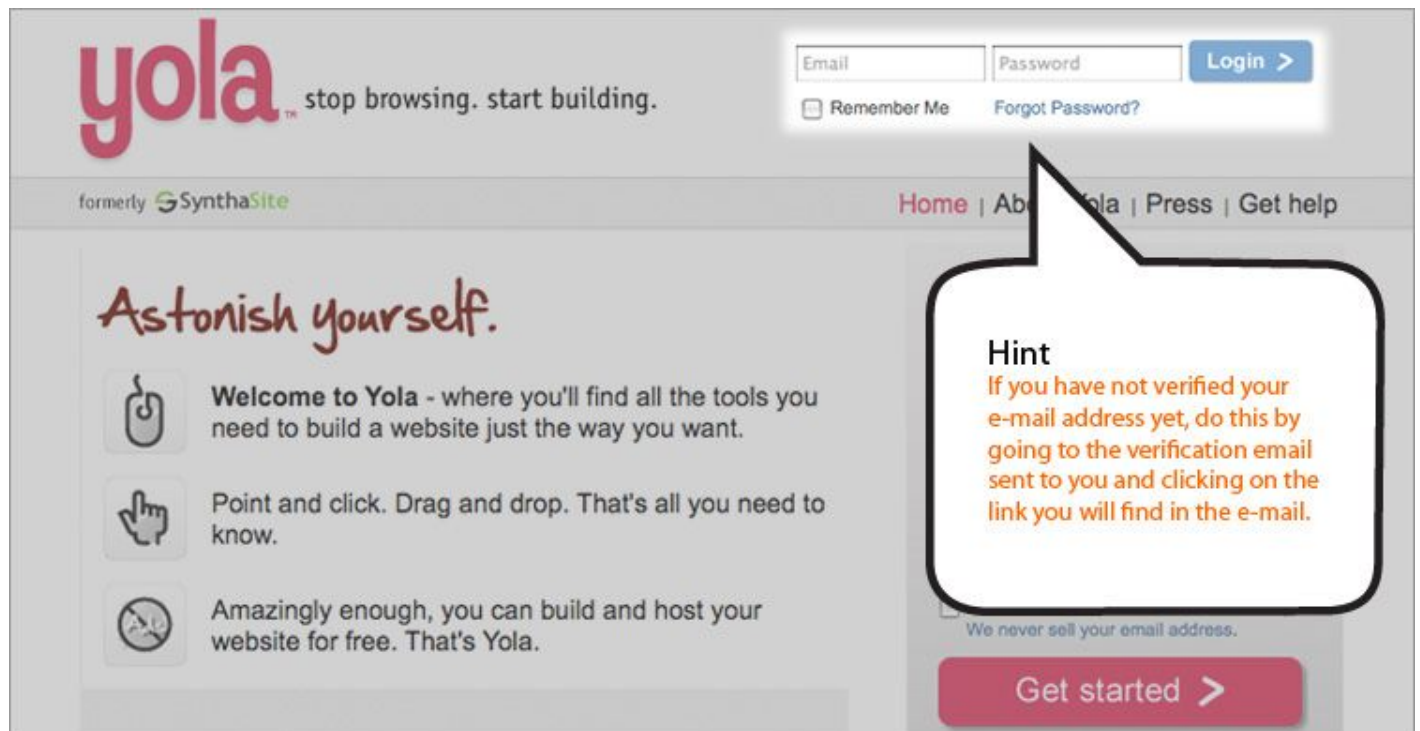 yola™ stop browsing. start building.
Email Password Login >
Remember Me Forgot Password?
formerly SynthaSite
Home | Yola | Press | Get help
Astonish yourself.
Welcome to Yola - where you'll find all the tools you
need to build a website just the way you want.
Point and click. Drag and drop. That's all you need to
know.
Amazingly enough, you can build and host your
website for free. That's Yola.
Hint
If you have not verified your
e-mail address yet, do this by
going to the verification email
sent to you and clicking on the
link you will find in the e-mail.
We never sell your email address.
Get started >